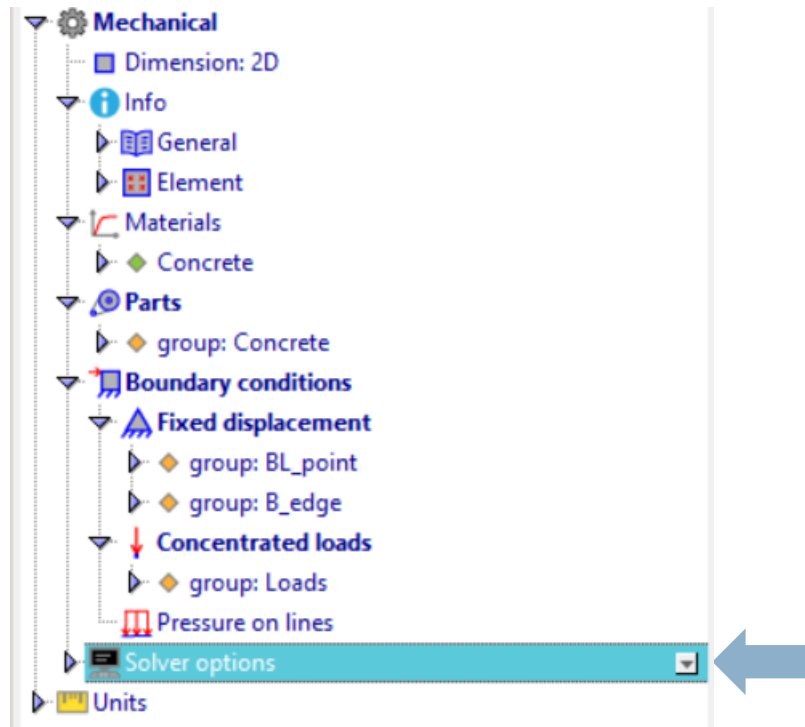 Mechanical
Dimension: 2D
Info
General
Element
Materials
Concrete
Parts
group: Concrete
Boundary conditions
Fixed displacement
group: BL_point
group: B_edge
Concentrated loads
group: Loads
Pressure on lines
Solver options
Units